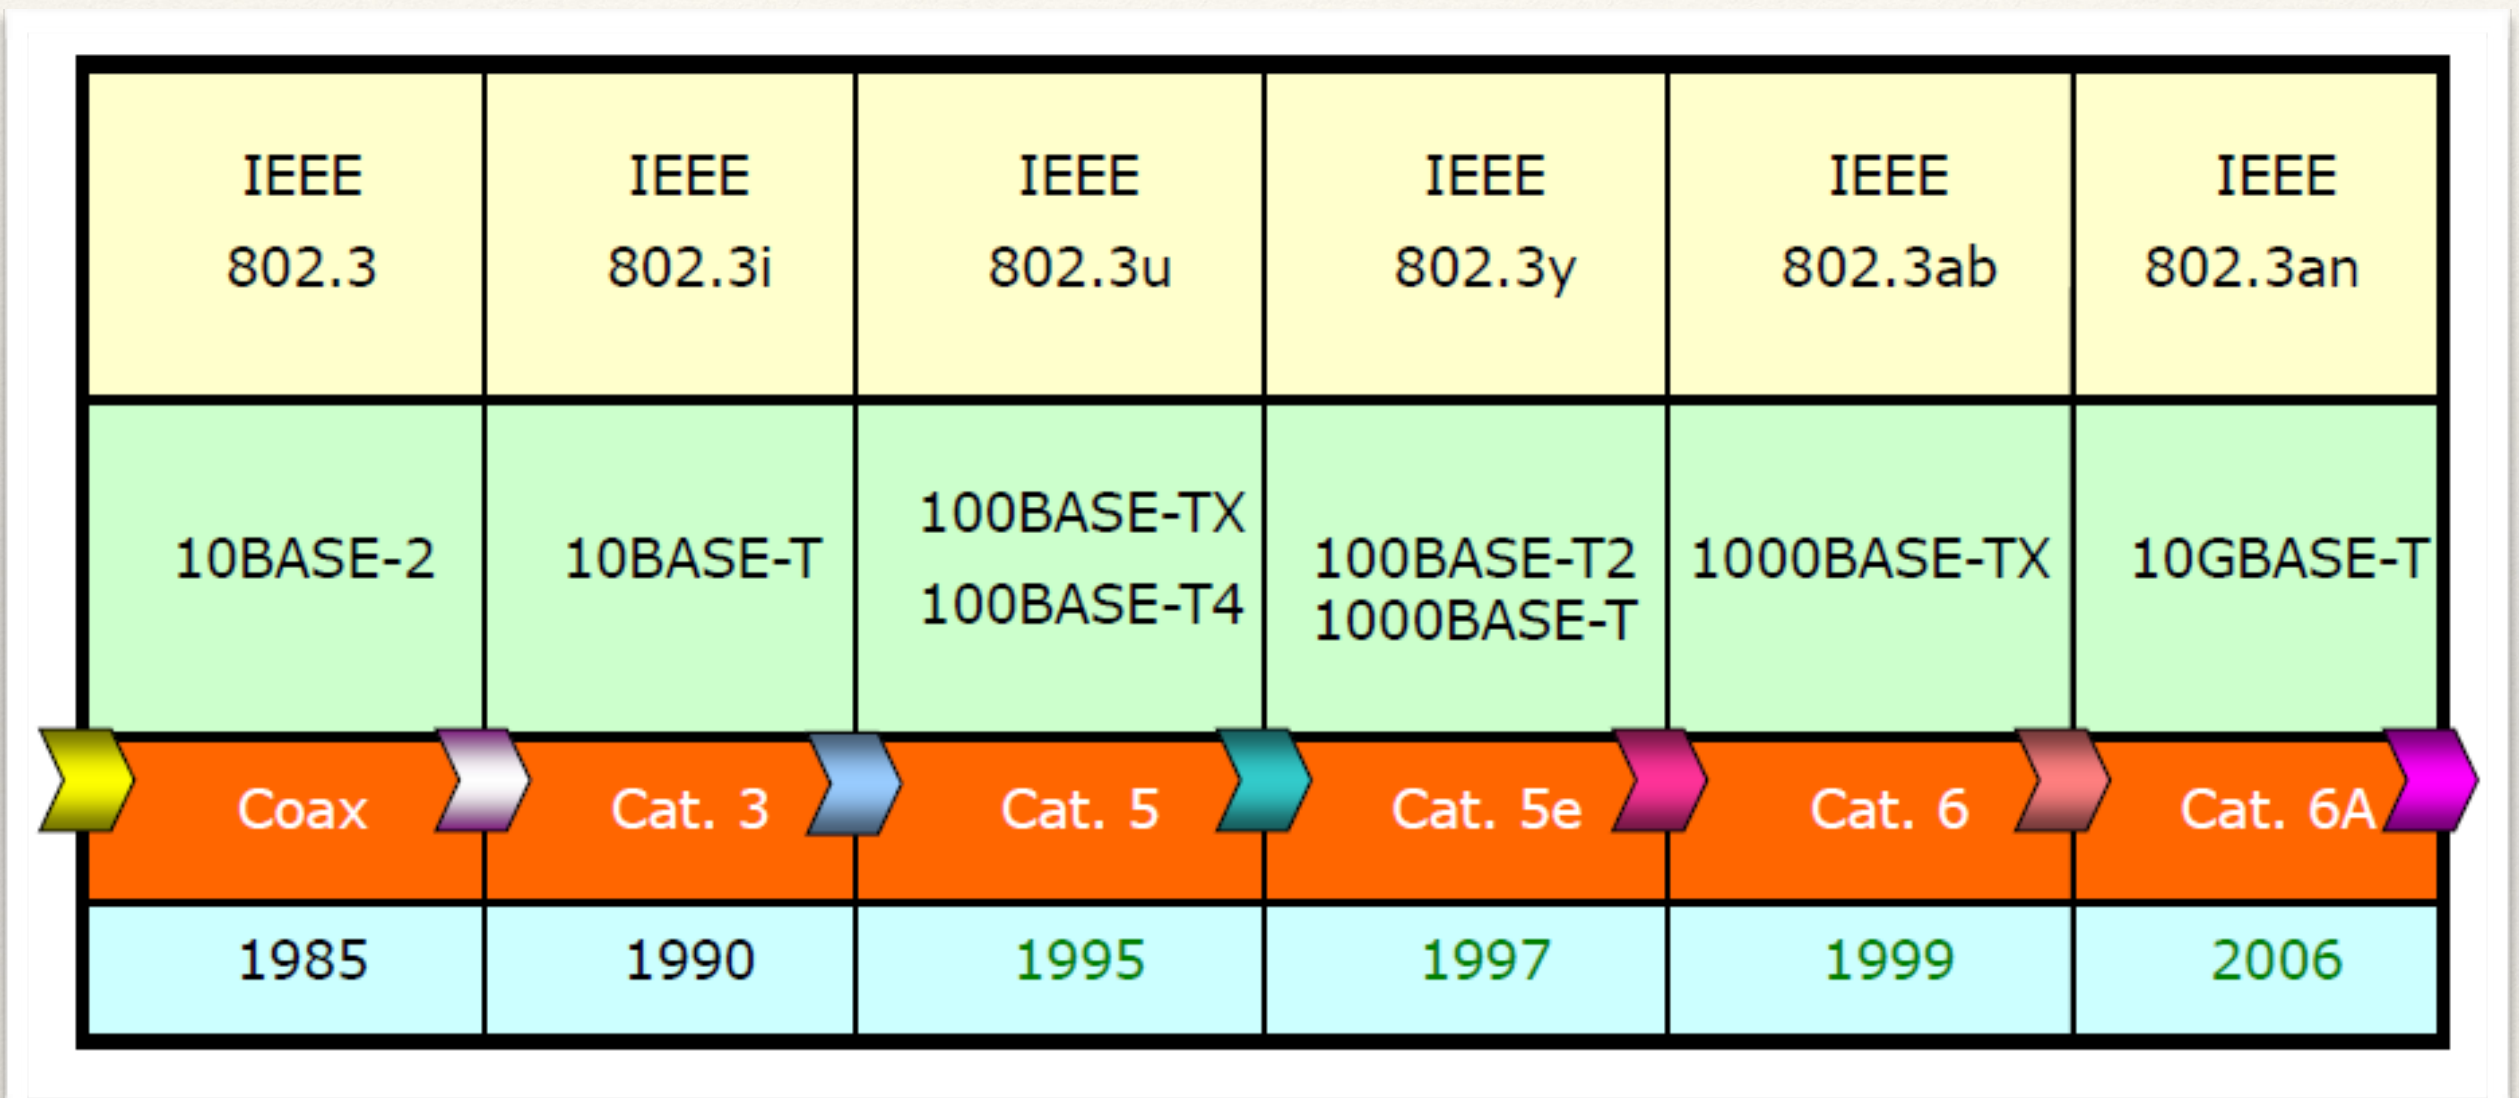 IEEE
802.3
IEEE
802.3i
IEEE
802.3u
IEEE
802.3y
IEEE
802.3ab
IEEE
802.3an
10BASE-2
10BASE-T
100BASE-TX
100BASE-T4
100BASE-T2
1000BASE-T
1000BASE-TX
10GBASE-T
Coax
Cat. 3
Cat. 5
Cat. 5e
Cat. 6
Cat. 6A
1985
1990
1995
1997
1999
2006